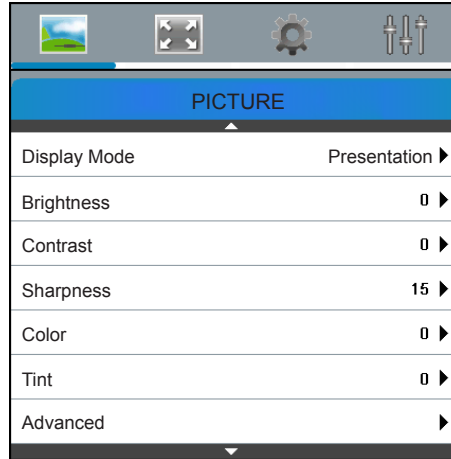 PICTURE
Display Mode Presentation
Brightness 0
Contrast 0
Sharpness 15
Color 0
Tint 0
Advanced